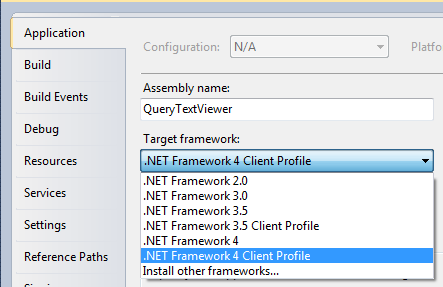 Application
Configuration: N/A Platfo
Build
Assembly name:
Build Events
QueryTextViewer
Debug
Target framework:
Resources
.NET Framework 4 Client Profile
.NET Framework 2.0
Services
.NET Framework 3.0
.NET Framework 3.5
Settings
.NET Framework 3.5 Client Profile
.NET Framework 4
Reference Paths
.NET Framework 4 Client Profile
Install other frameworks...